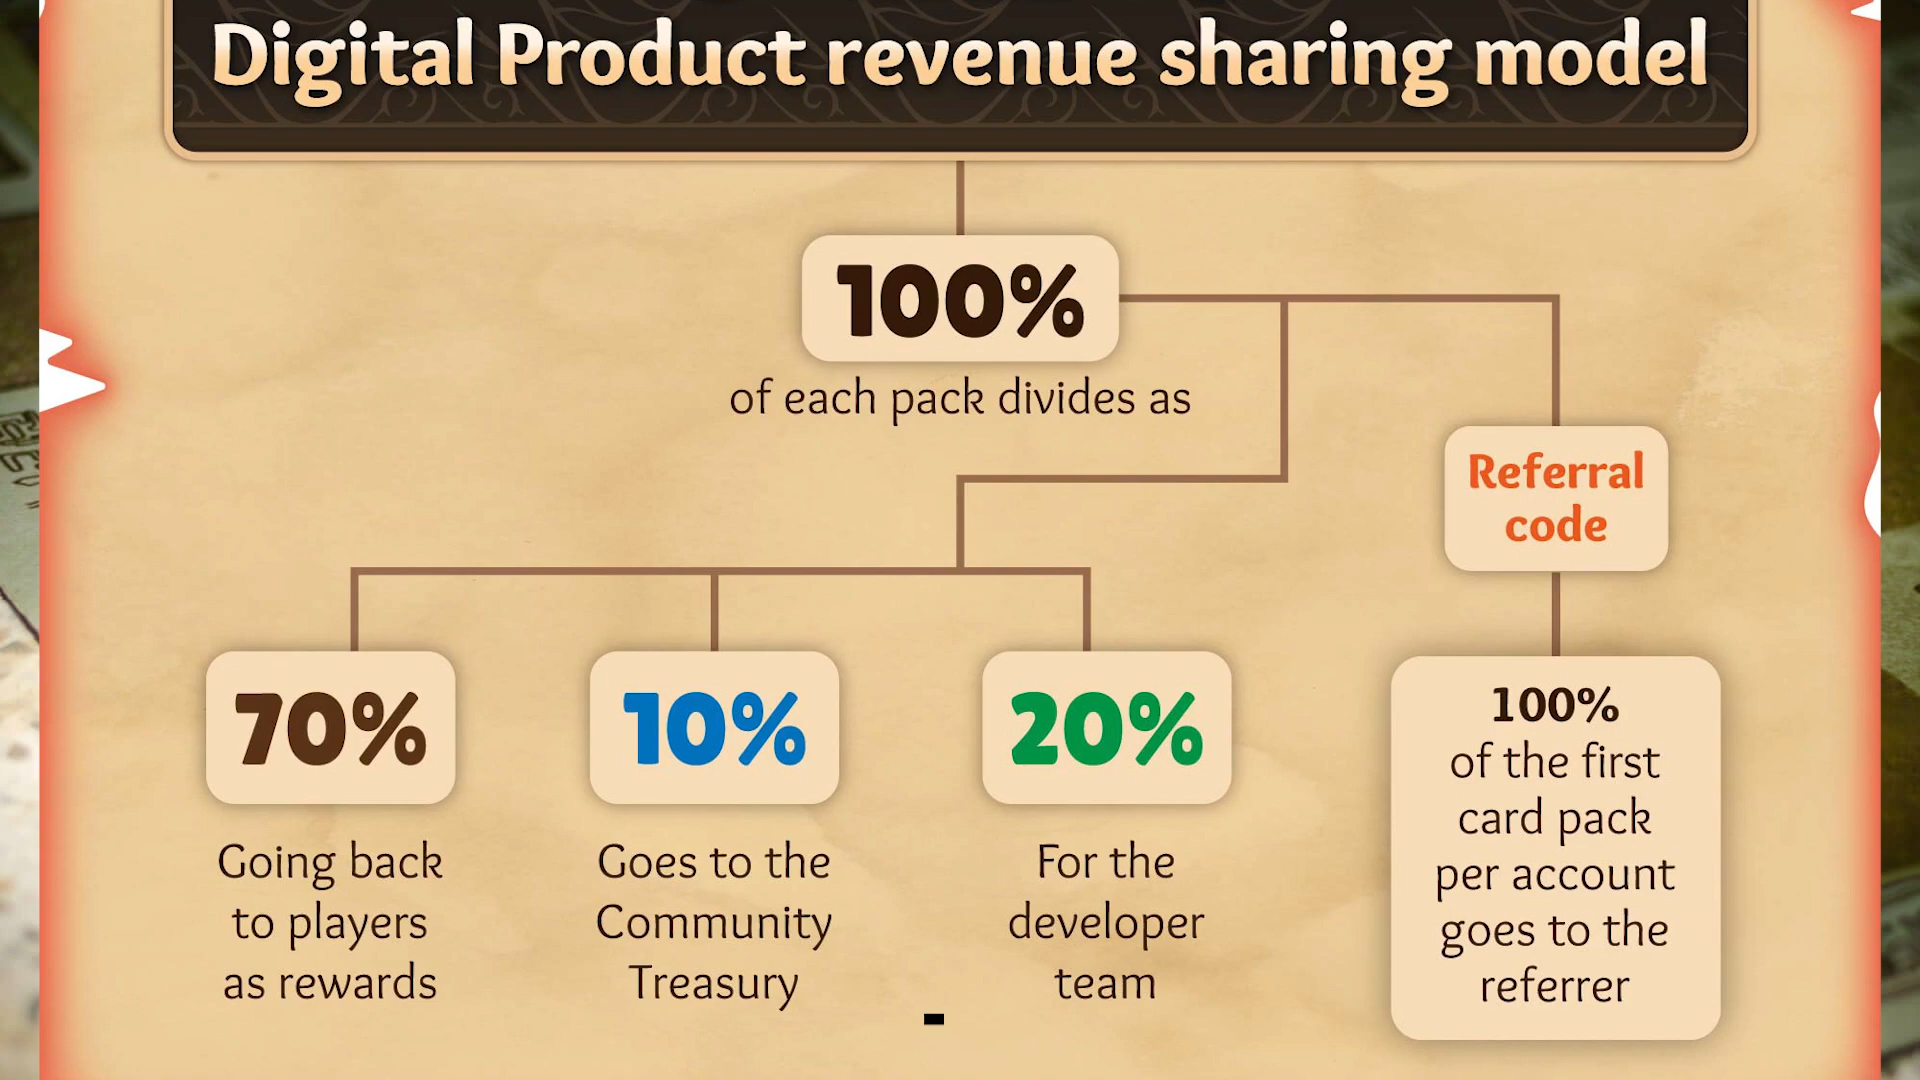 Digital Product revenue sharing model
100%
of each pack divides as
Referral
code
70%
Going back
to players
as rewards
10%
Goes to the
Community
Treasury
20%
For the
developer
team
100%
of the first
card pack
per account
goes to the
referrer